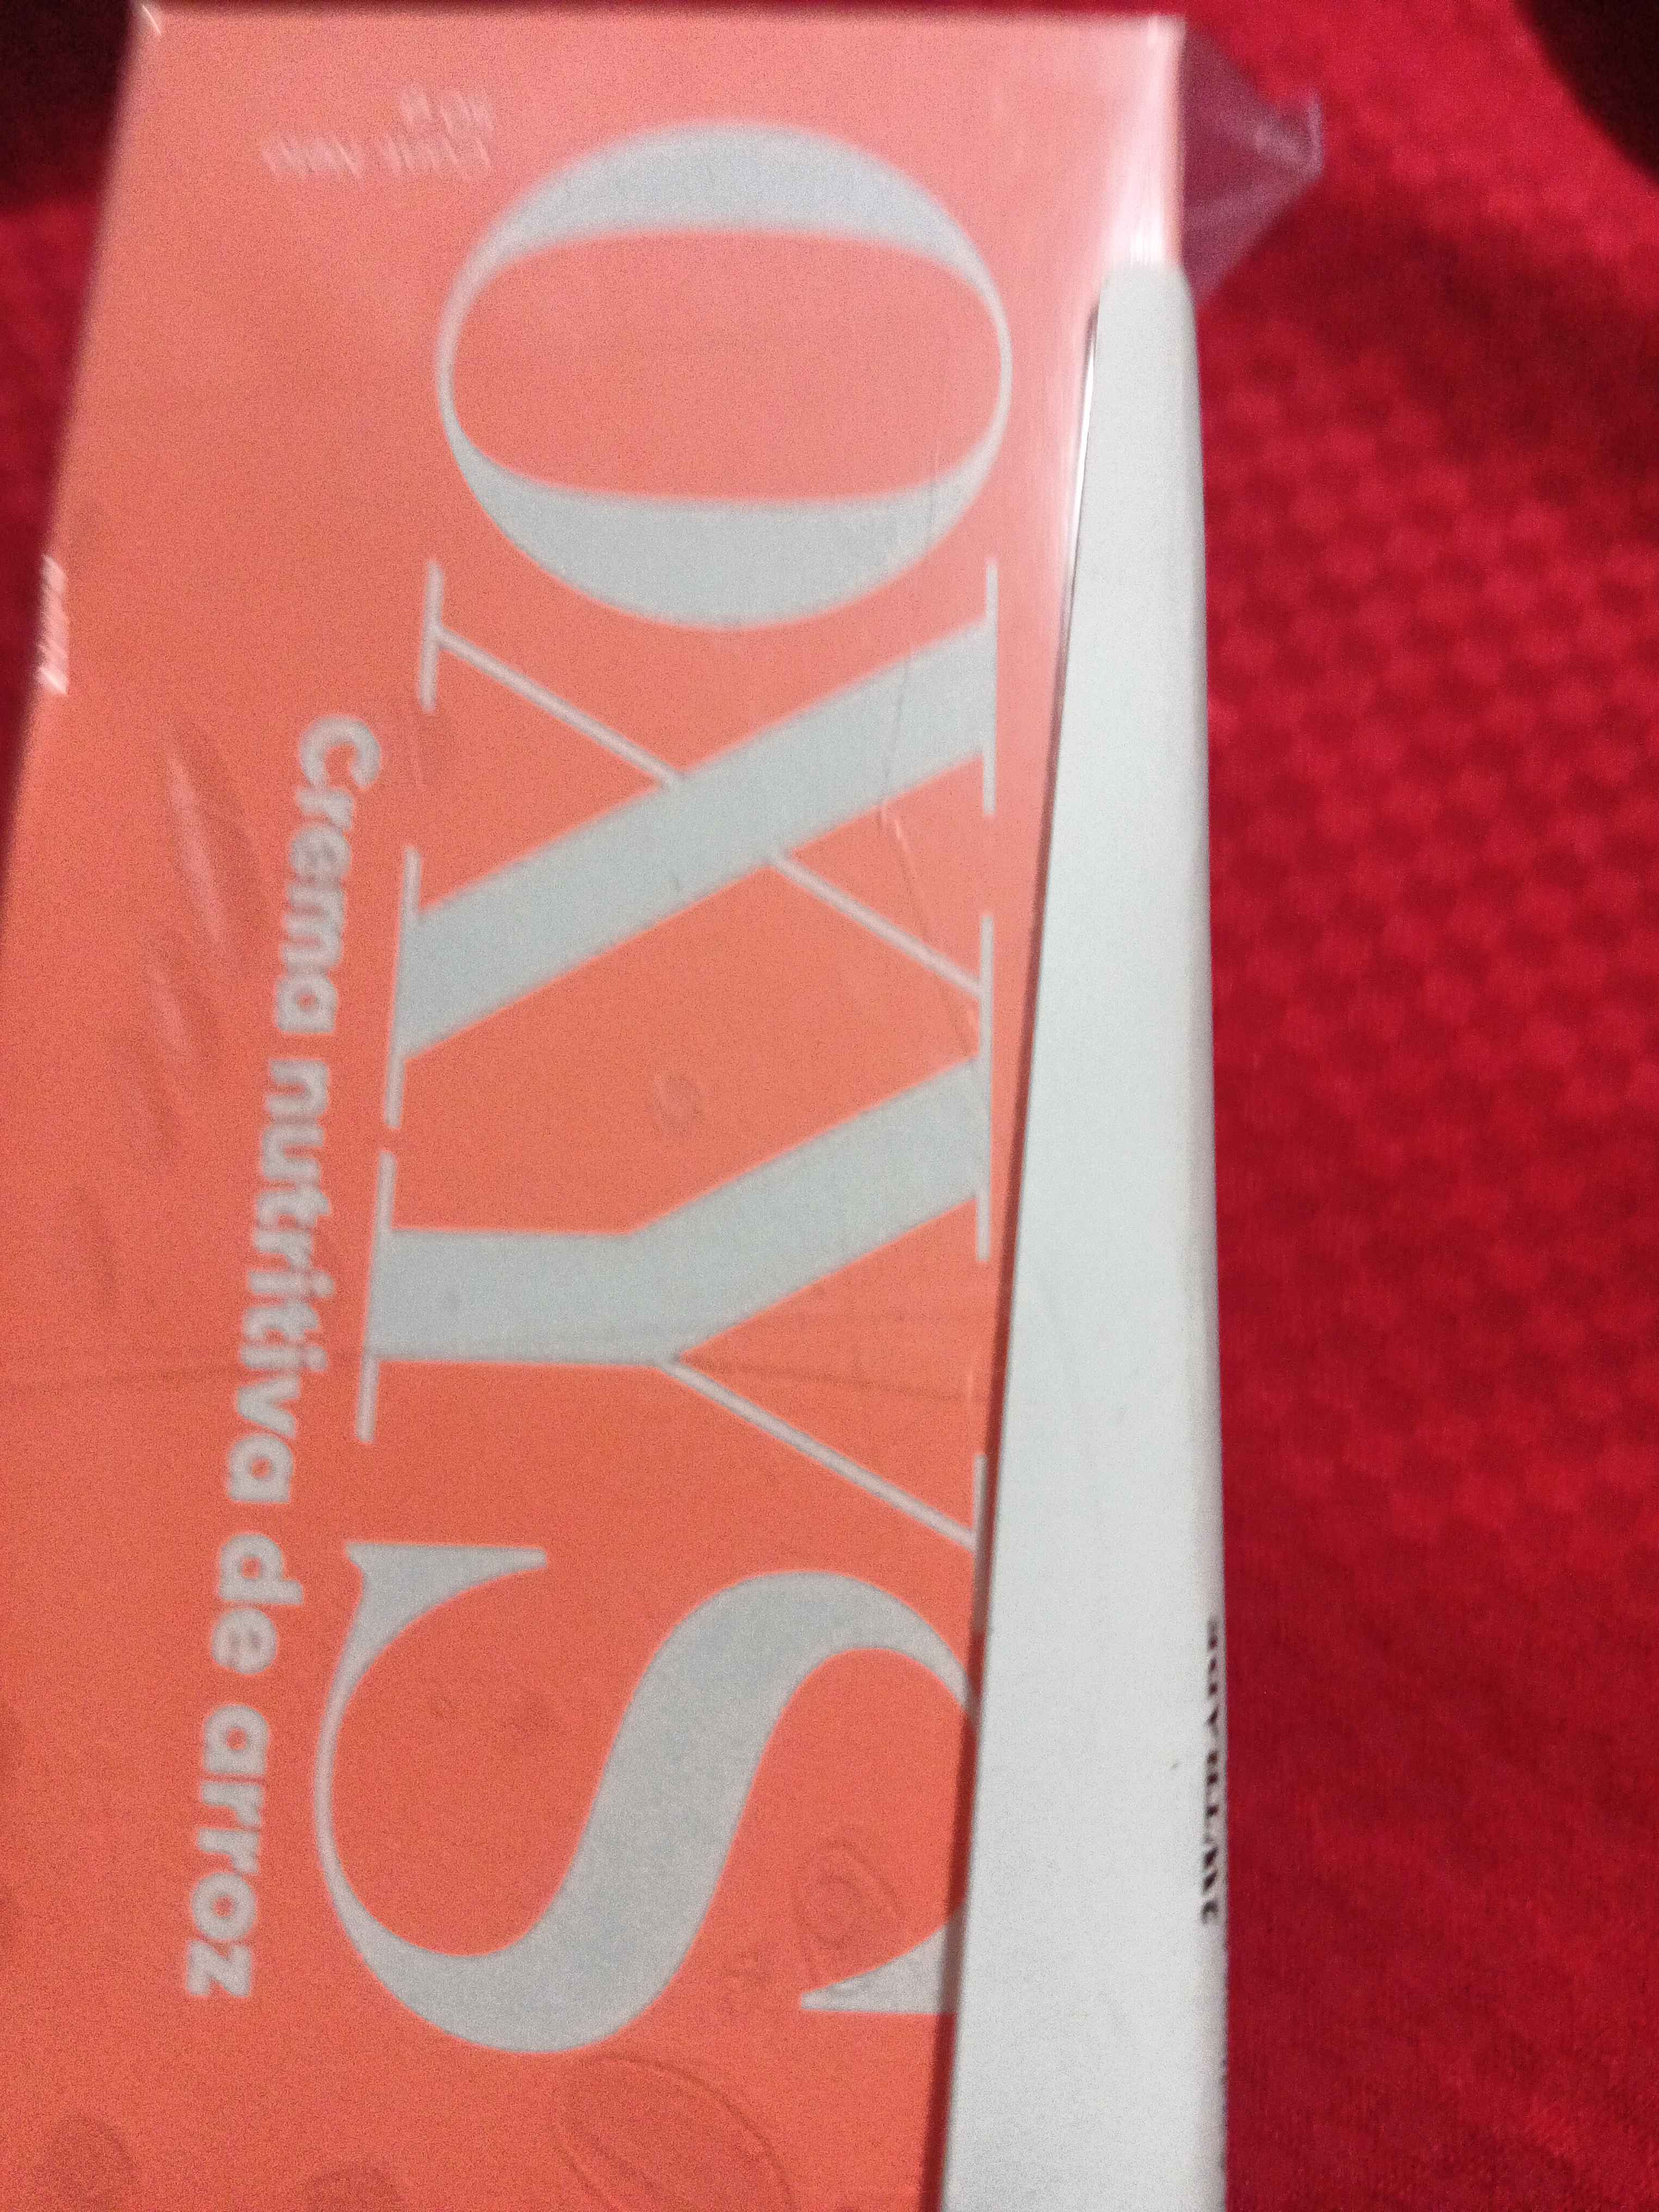 OXYS
Crema nutritiva de arroz